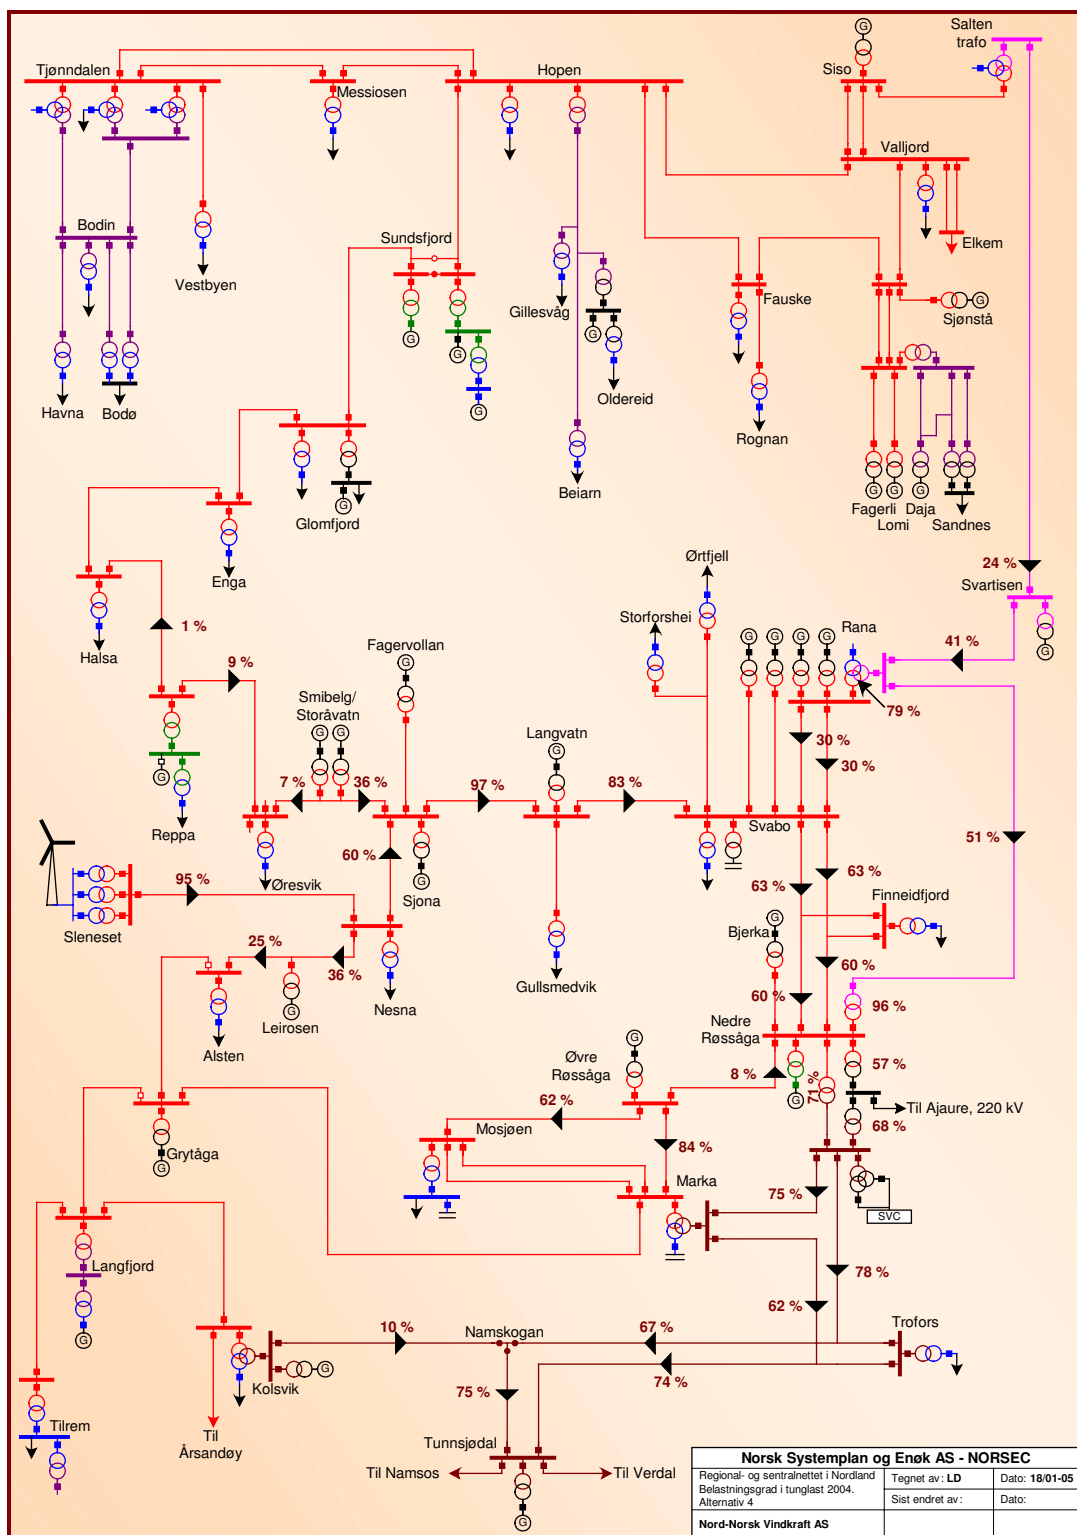 Salten
trafo
G
Siso
Tjønndalen
Messiosen
Hopen
Valljord
Bodin
Sundsfjord
Elkem
Vestbyen
Gillesvåg
Fauske
Sjønstå
G
G
G
G
G
Oldereid
Havna
Bodø
Rognan
Beiarn
G
G
G
G
Fagerli
Daja
Lomi
Sandnes
G
Glomfjord
Enga
Ørtfjell
24 %
Svartisen
Storforshei
1 %
Halsa
Fagervollan
G
9 %
G
G
G
G
Rana
41 %
G
79 %
Smibelg/
Storåvatn
G
G
Langvatn
G
30 %
30 %
G
7 %
36 %
97 %
83 %
Reppa
Svabo
51 %
60 %
Øresvik
G
Sjona
63 %
63 %
95 %
Finneidfjord
Sleneset
G
Bjerka
25 %
36 %
Nesna
Gullsmedvik
60 %
60 %
96 %
G
Leirosen
Alsten
Nedre
Røssåga
G
Øvre
Røssåga
8 %
57 %
71 %
G
62 %
Til Ajaure, 220 kV
Mosjøen
68 %
Grytåga
G
84 %
Marka
75 %
SVC
Langfjord
78 %
62 %
G
10 %
Namskogan
67 %
Trofors
G
Kolsvik
74 %
75 %
Tilrem
Til
Årsandøy
Tunnsjødal
Til Namsos
Til Verdal
G
Norsk Systemplan og Enøk AS - NORSEC
Regional- og sentralnettet i Nordland
Belastningsgrad i tunglast 2004.
Alternativ 4
Tegnet av: LD
Dato: 18/01-05
Sist endret av:
Dato:
Nord-Norsk Vindkraft AS